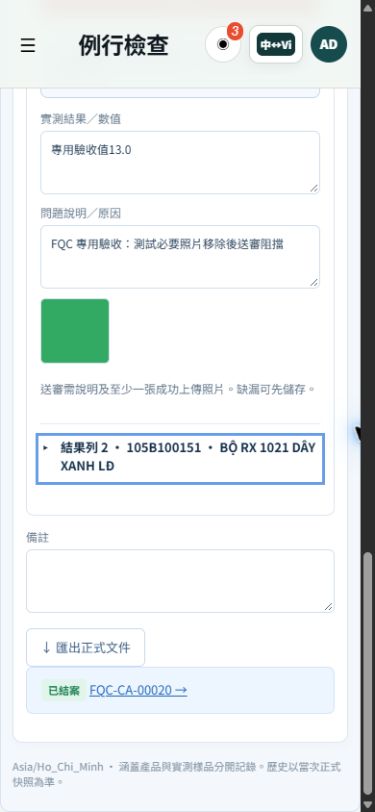 ☰ 例行檢查 3 中↔Vi AD
實測結果／數值
專用驗收值13.0
問題說明／原因
FQC 專用驗收：測試必要照片移除後送審阻擋
送審需說明及至少一張成功上傳照片。缺漏可先儲存。
▸ 結果列 2 · 105B100151 · BỘ RX 1021 DÂY
XANH LĐ
備註
↓ 匯出正式文件
已結案 FQC-CA-00020 →
Asia/Ho_Chi_Minh · 涵蓋產品與實測樣品分開記錄。歷史以當次正式
快照為準。